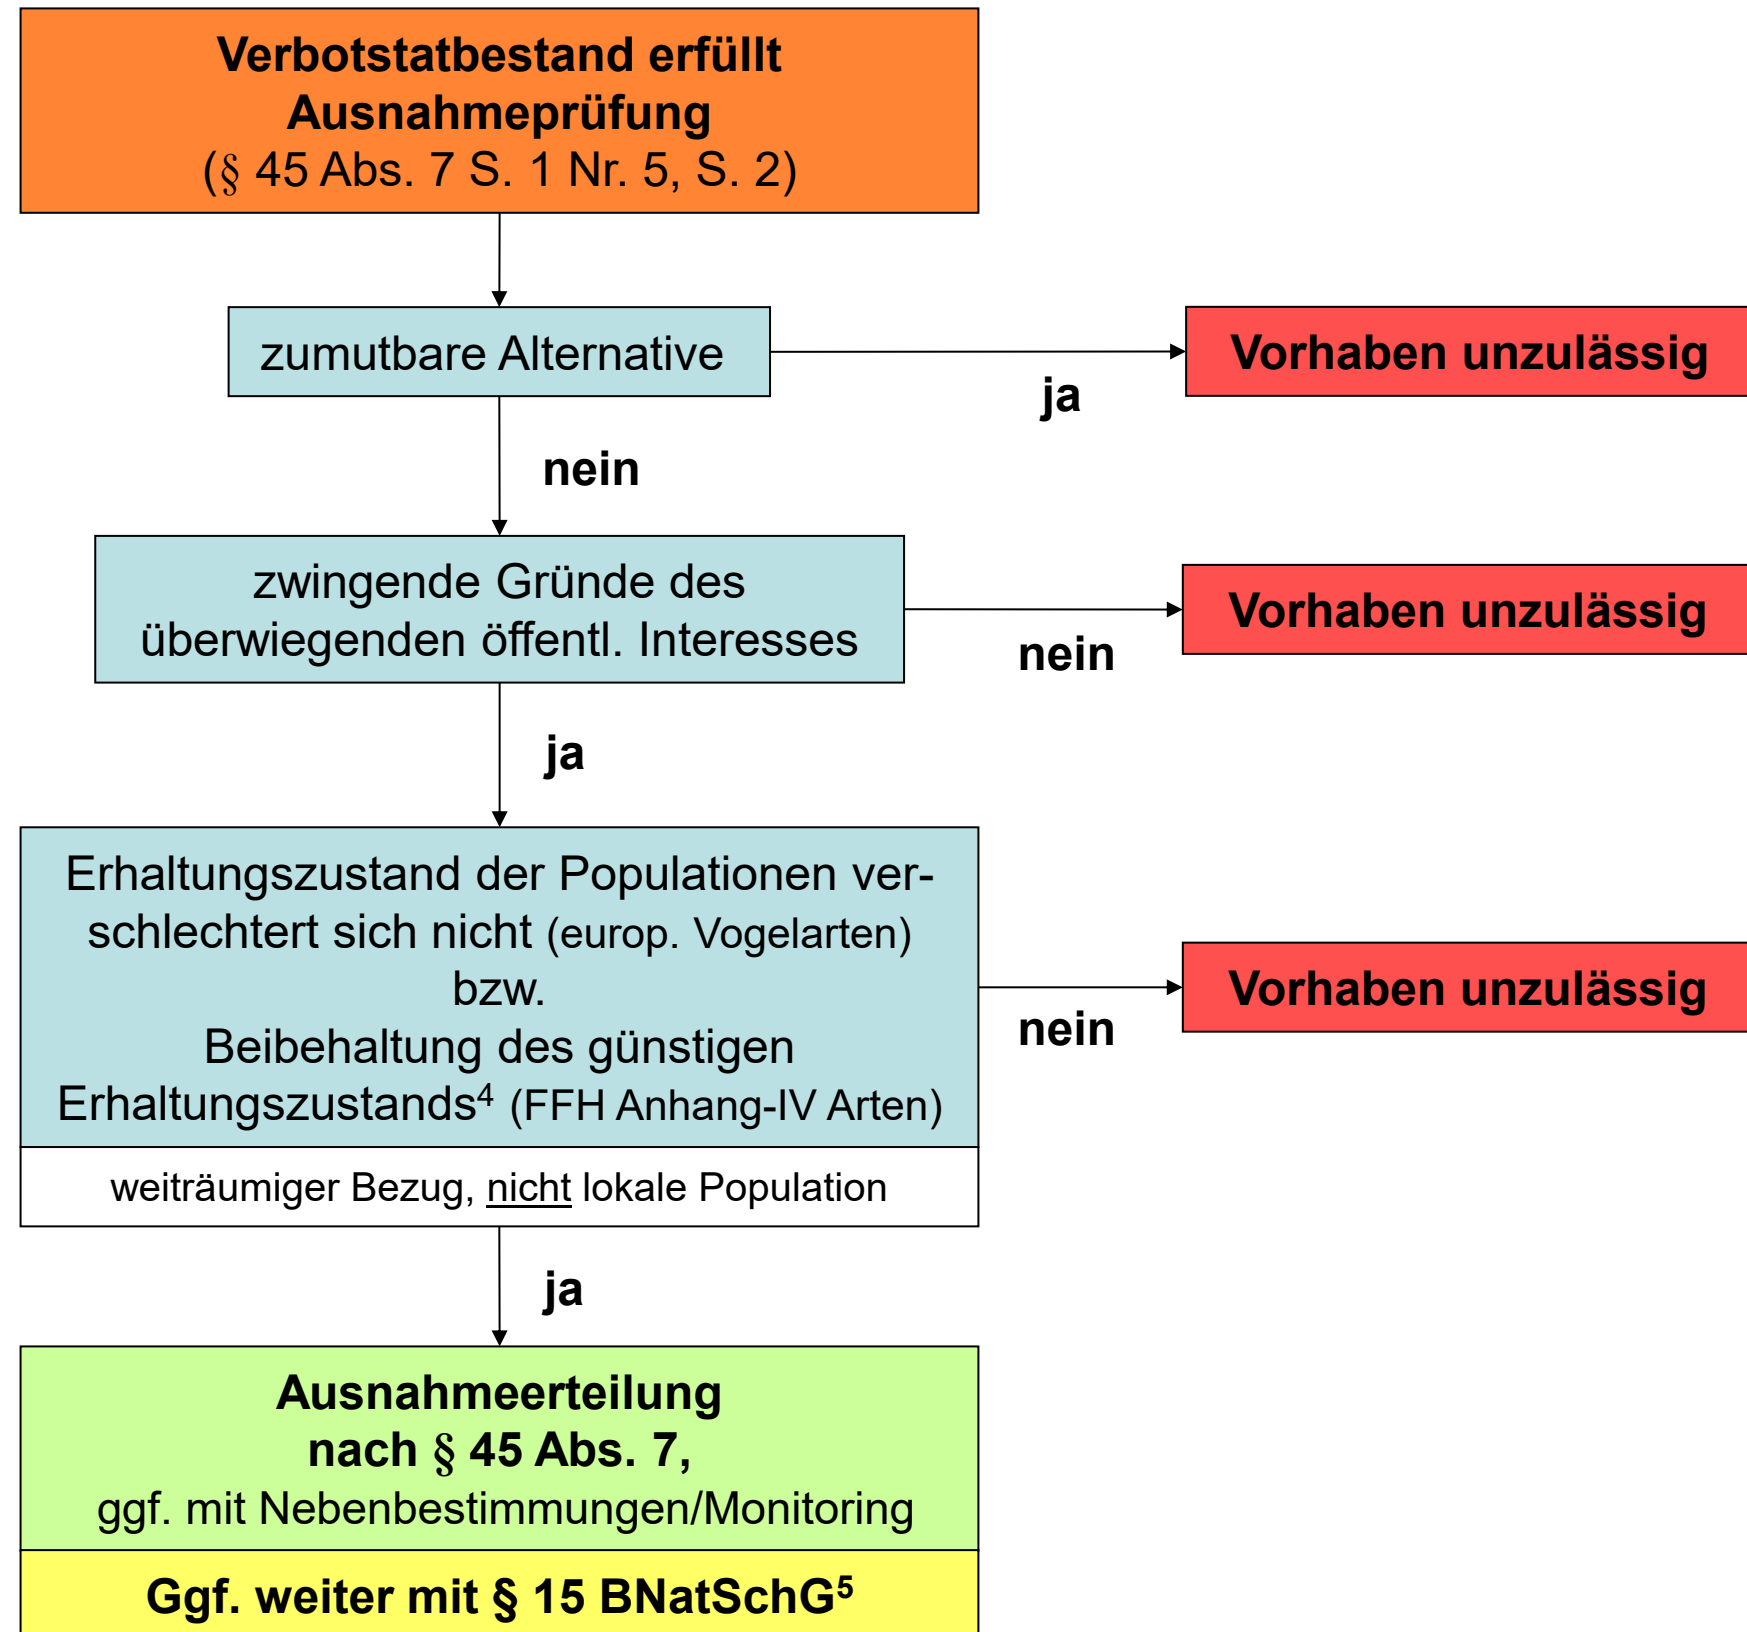 Verbotstatbestand erfüllt
Ausnahmeprüfung
(§ 45 Abs. 7 S. 1 Nr. 5, S. 2)
zumutbare Alternative
Vorhaben unzulässig
ja
nein
zwingende Gründe des
überwiegenden öffentl. Interesses
Vorhaben unzulässig
nein
ja
Erhaltungszustand der Populationen ver-
schlechtert sich nicht (europ. Vogelarten)
bzw.
Beibehaltung des günstigen
Erhaltungszustands⁴ (FFH Anhang-IV Arten)
Vorhaben unzulässig
nein
weiträumiger Bezug, nicht lokale Population
ja
Ausnahmeerteilung
nach § 45 Abs. 7,
ggf. mit Nebenbestimmungen/Monitoring
Ggf. weiter mit § 15 BNatSchG⁵